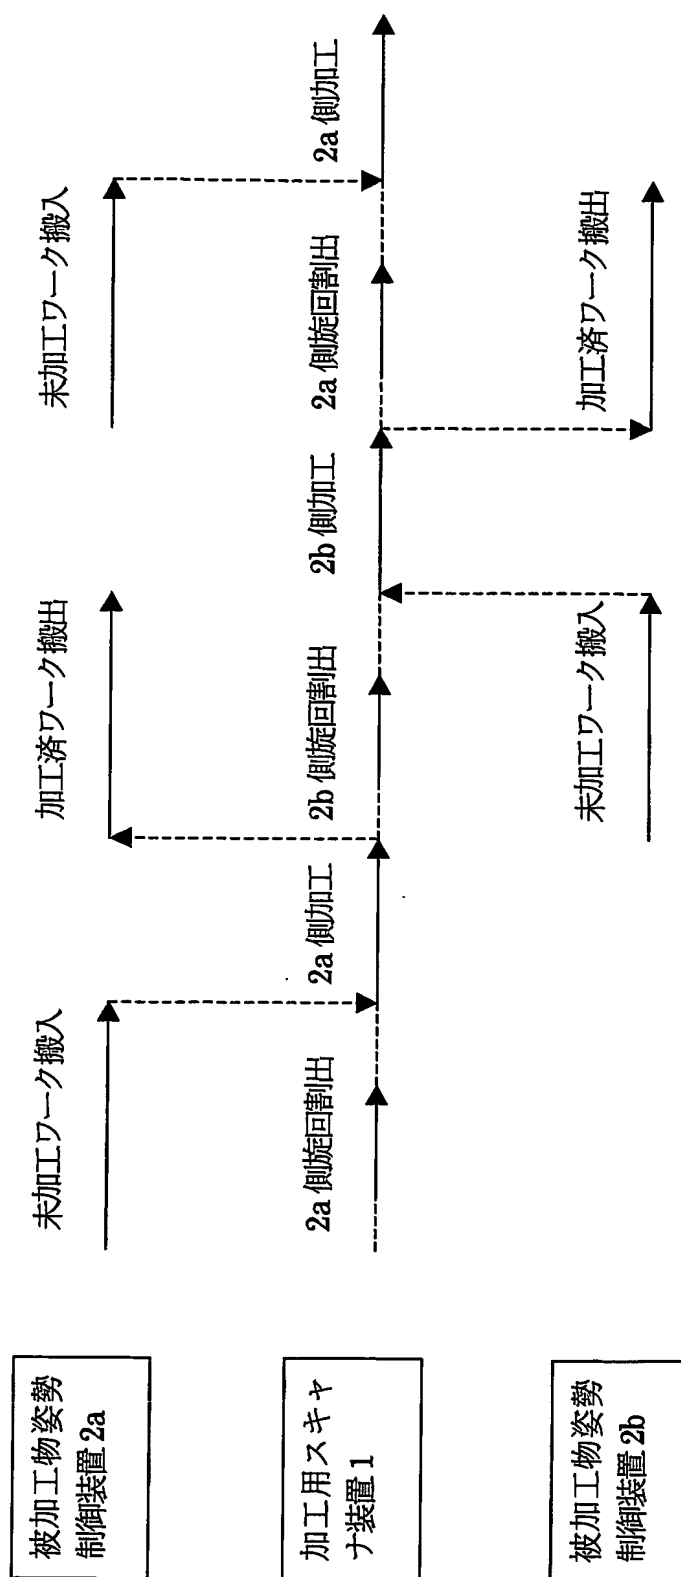 被加工物姿勢
制御装置 2a
未加工ワーク搬入
加工済ワーク搬出
未加工ワーク搬入
加工用スキャ
ナ装置 1
2a 側旋回割出
2a 側加工
2b 側旋回割出
2b 側加工
2a 側旋回割出
2a 側加工
被加工物姿勢
制御装置 2b
未加工ワーク搬入
加工済ワーク搬出